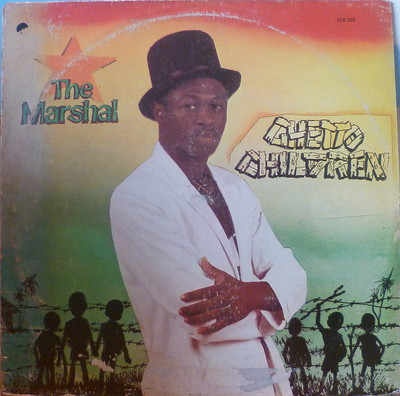 The
Marshal
GHETTO
CHILDREN